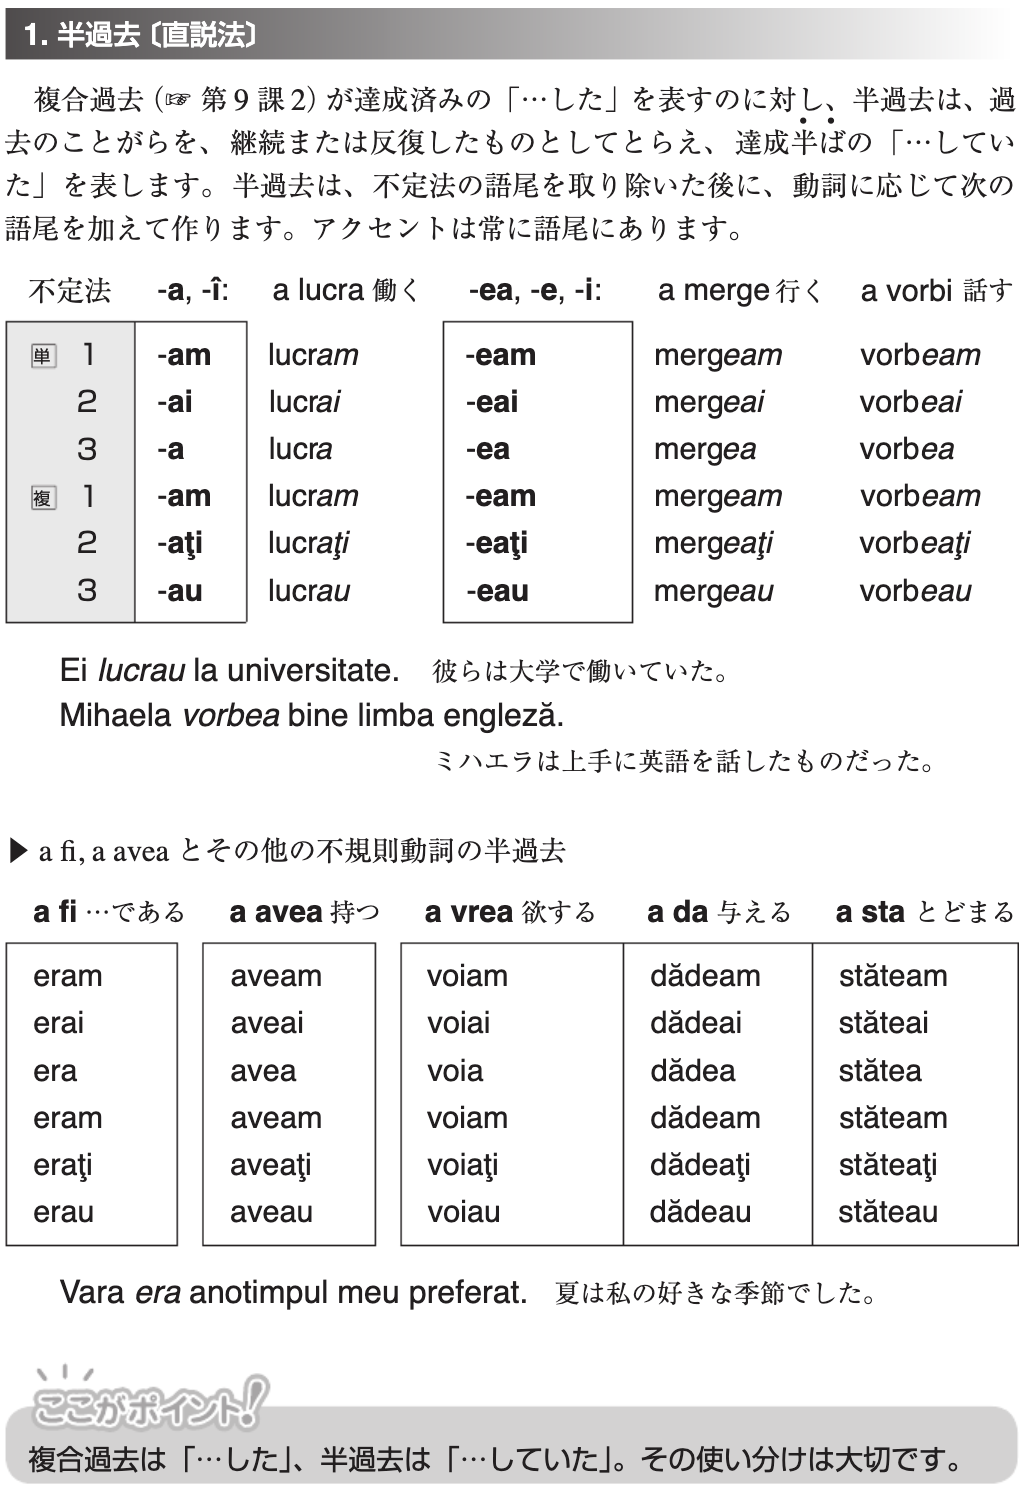 1. 半過去〔直説法〕
複合過去（☞ 第9課2）が達成済みの「…した」を表すのに対し、半過去は、過
去のことがらを、継続または反復したものとしてとらえ、達成半ばの「…してい
た」を表します。半過去は、不定法の語尾を取り除いた後に、動詞に応じて次の
語尾を加えて作ります。アクセントは常に語尾にあります。
不定法 -a, -î: a lucra 働く -ea, -e, -i: a merge 行く a vorbi 話す
単 1 -am lucram -eam mergeam vorbeam
2 -ai lucrai -eai mergeai vorbeai
3 -a lucra -ea mergea vorbea
複 1 -am lucram -eam mergeam vorbeam
2 -aţi lucraţi -eaţi mergeaţi vorbeaţi
3 -au lucrau -eau mergeau vorbeau
Ei lucrau la universitate. 彼らは大学で働いていた。
Mihaela vorbea bine limba engleză.
ミハエラは上手に英語を話したものだった。
▶ a fi, a avea とその他の不規則動詞の半過去
a fi …である a avea 持つ a vrea 欲する a da 与える a sta とどまる
eram aveam voiam dădeam stăteam
erai aveai voiai dădeai stăteai
era avea voia dădea stătea
eram aveam voiam dădeam stăteam
eraţi aveaţi voiaţi dădeaţi stăteaţi
erau aveau voiau dădeau stăteau
Vara era anotimpul meu preferat. 夏は私の好きな季節でした。
ここがポイント!
複合過去は「…した」、半過去は「…していた」。その使い分けは大切です。